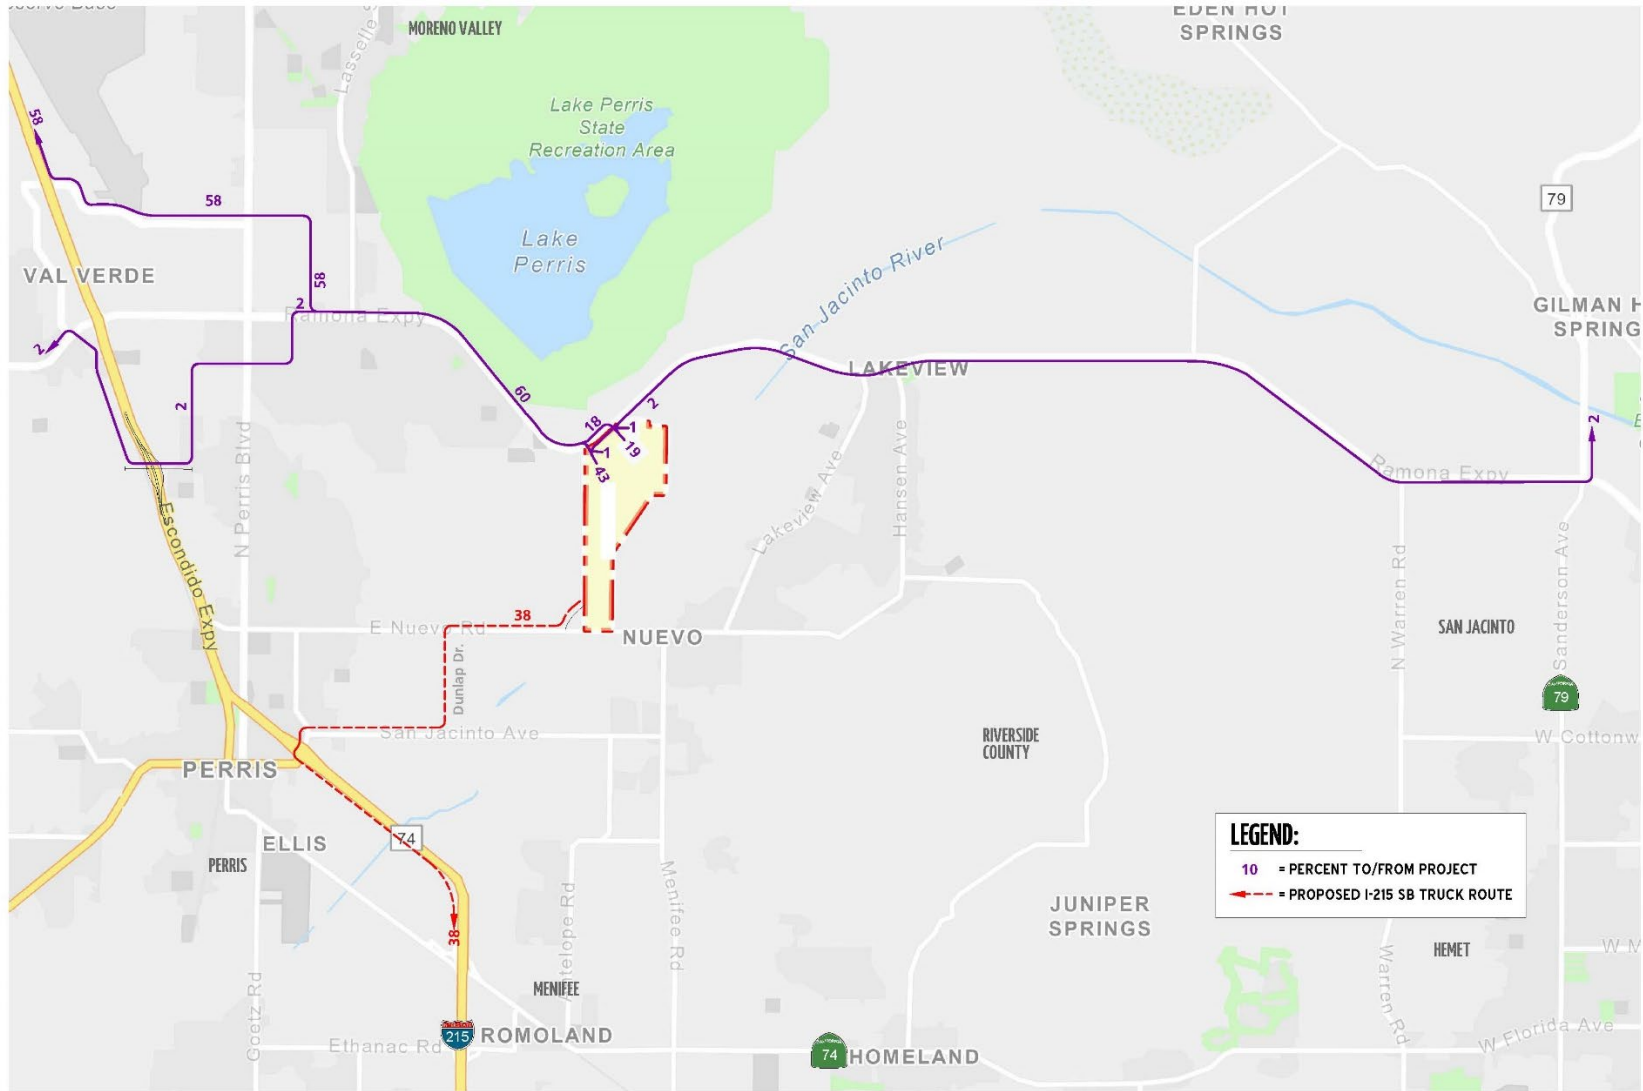 MORENO VALLEY
Lasselle S
EDEN HOT
SPRINGS
58
Lake Perris
State
Recreation Area
58
79
Lake
Perris
VAL VERDE
58
San Jacinto River
2
Ramona Expy
GILMAN H
SPRING
2
LAKEVIEW
60
2
2
18
1
19
1
43
2
N Perris Blvd
Lakeview Ave
Hansen Ave
Ramona Expy
Escondido Expy
N Warren Rd
Sanderson Ave
38
E Nuevo Rd
NUEVO
SAN JACINTO
Dunlap Dr.
79
San Jacinto Ave
RIVERSIDE
COUNTY
W Cottonw
PERRIS
74
ELLIS
PERRIS
LEGEND:
10 = PERCENT TO/FROM PROJECT
= PROPOSED I-215 SB TRUCK ROUTE
Menifee Rd
38
JUNIPER
SPRINGS
Antelope Rd
HEMET
W M
Warren Rd
Goetz Rd
MENIFEE
215
ROMOLAND
Ethanac Rd
74
HOMELAND
W Florida Ave